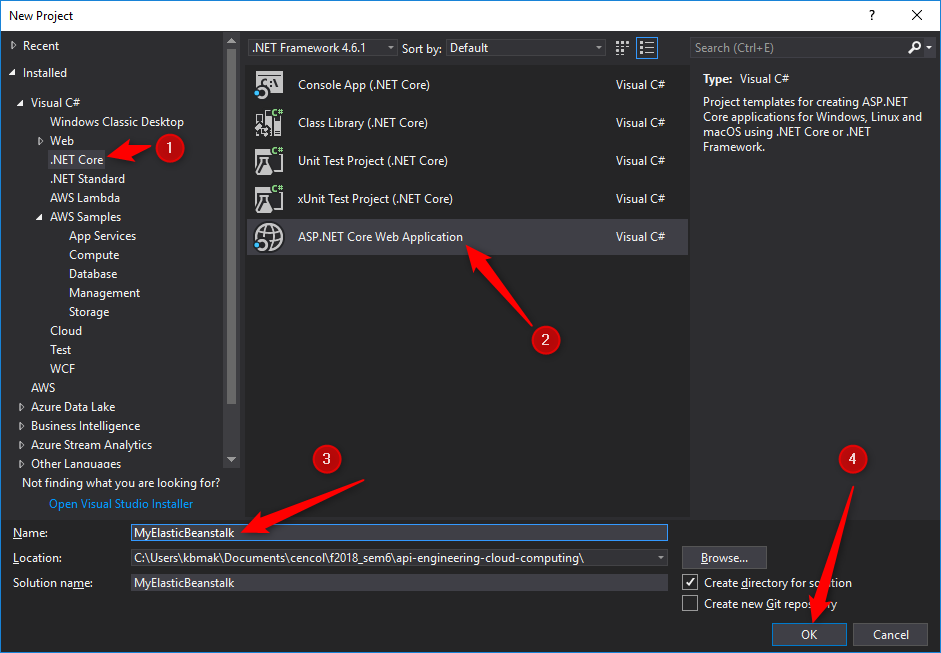 New Project
?
Recent
Installed
Visual C#
Windows Classic Desktop
Web
.NET Core
1
.NET Standard
AWS Lambda
AWS Samples
App Services
Compute
Database
Management
Storage
Cloud
Test
WCF
AWS
Azure Data Lake
Business Intelligence
Azure Stream Analytics
Other Languages
Not finding what you are looking for?
Open Visual Studio Installer
.NET Framework 4.6.1 Sort by: Default
Console App (.NET Core) Visual C#
Class Library (.NET Core) Visual C#
Unit Test Project (.NET Core) Visual C#
xUnit Test Project (.NET Core) Visual C#
ASP.NET Core Web Application Visual C#
2
Search (Ctrl+E)
Type: Visual C#
Project templates for creating ASP.NET
Core applications for Windows, Linux and
macOS using .NET Core or .NET
Framework.
3
4
Name: MyElasticBeanstalk
Location: C:\Users\kbmak\Documents\cencol\f2018_sem6\api-engineering-cloud-computing\ Browse...
Solution name: MyElasticBeanstalk
Create directory for solution
Create new Git repository
OK Cancel